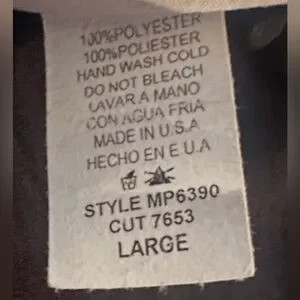 100%POLYESTER
100%POLIESTER
HAND WASH COLD
DO NOT BLEACH
LAVAR A MANO
CON AGUA FRIA
MADE IN U.S.A
HECHO EN E U A
STYLE MP6390
CUT 7653
LARGE